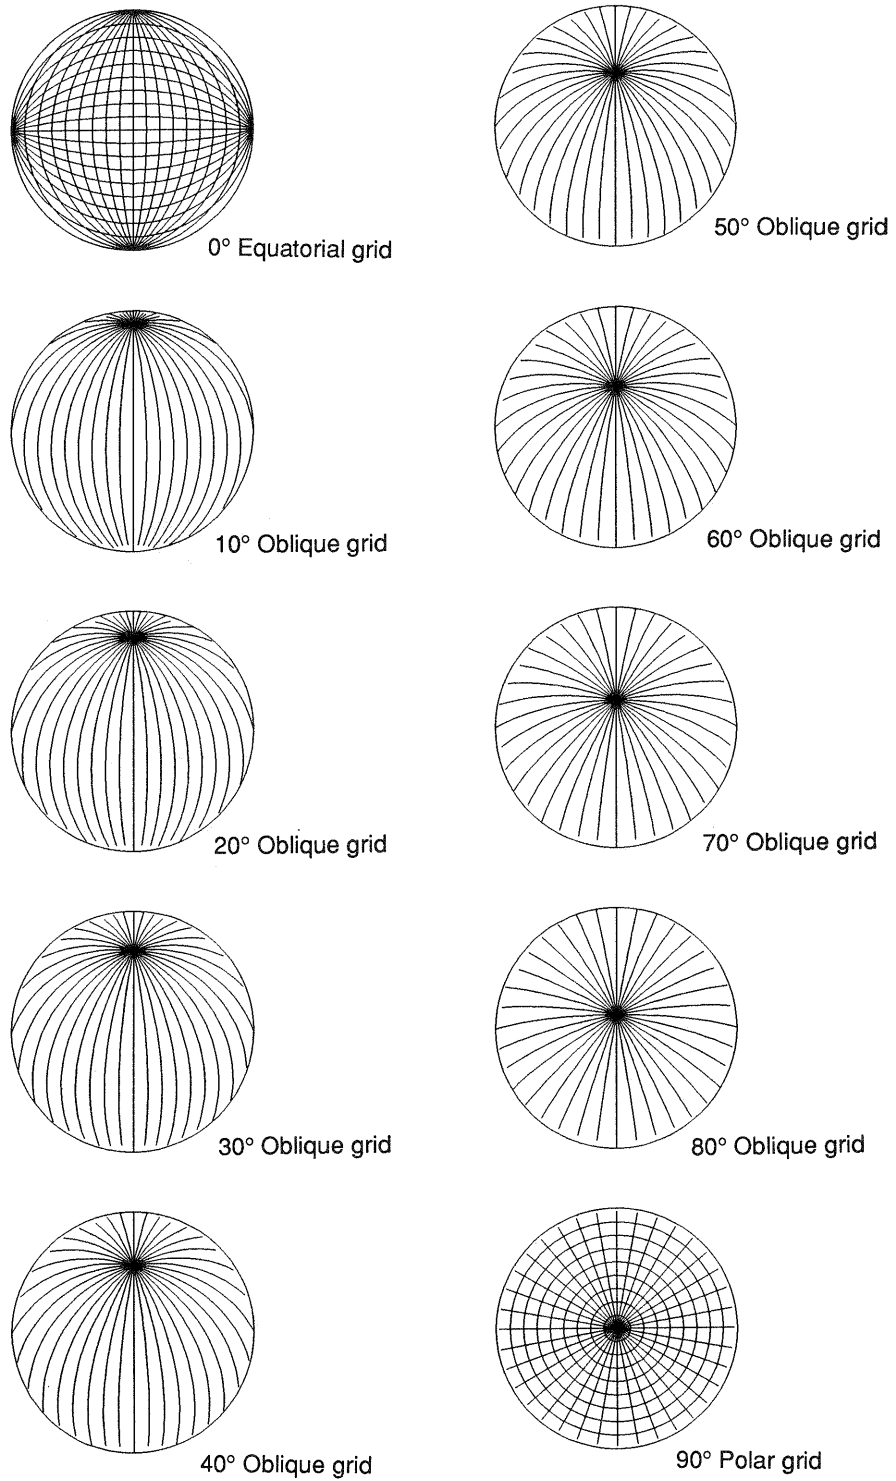 0° Equatorial grid
10° Oblique grid
20° Oblique grid
30° Oblique grid
40° Oblique grid
50° Oblique grid
60° Oblique grid
70° Oblique grid
80° Oblique grid
90° Polar grid